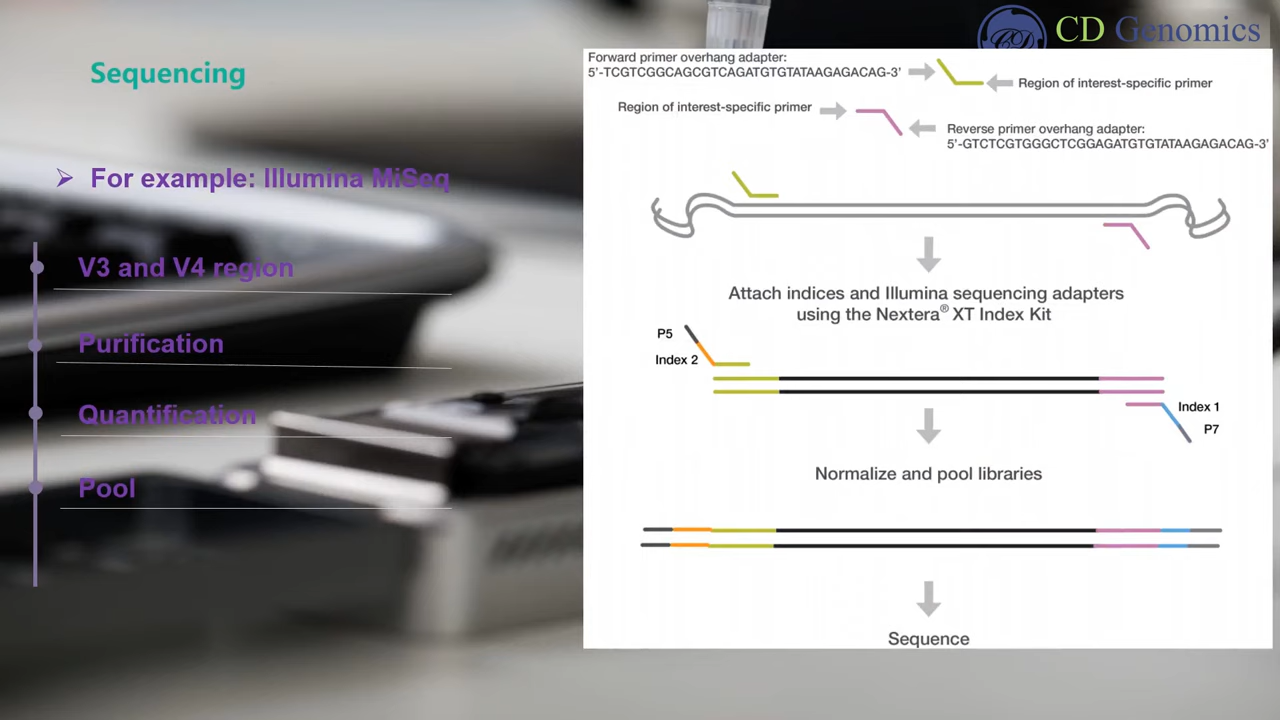 CD Genomics
Sequencing
➢ For example: Illumina MiSeq
V3 and V4 region
Purification
Quantification
Pool
Forward primer overhang adapter:
5’-TCGTCGGCAGCGTCAGATGTGTATAAGAGACAG-3’
Region of interest-specific primer
Region of interest-specific primer
Reverse primer overhang adapter:
5’-GTCTCGTGGGCTCGGAGATGTGTATAAGAGACAG-3’
Attach indices and Illumina sequencing adapters
using the Nextera® XT Index Kit
P5
Index 2
Index 1
P7
Normalize and pool libraries
Sequence